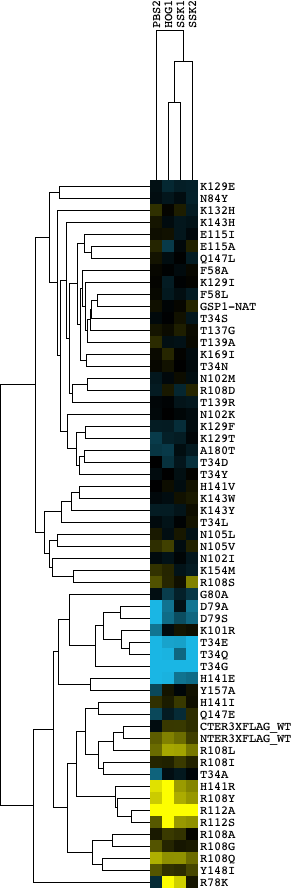 PBS2
HOG1
SSK1
SSK2
K129E
N84Y
K132H
K143H
E115I
E115A
Q147L
F58A
K129I
F58L
GSP1-NAT
T34S
T137G
T139A
K169I
T34N
N102M
R108D
T139R
N102K
K129F
K129T
A180T
T34D
T34Y
H141V
K143W
K143Y
T34L
N105L
N105V
N102I
K154M
R108S
G80A
D79A
D79S
K101R
T34E
T34Q
T34G
H141E
Y157A
H141I
Q147E
CTER3XFLAG_WT
NTER3XFLAG_WT
R108L
R108I
T34A
H141R
R108Y
R112A
R112S
R108A
R108G
R108Q
Y148I
R78K